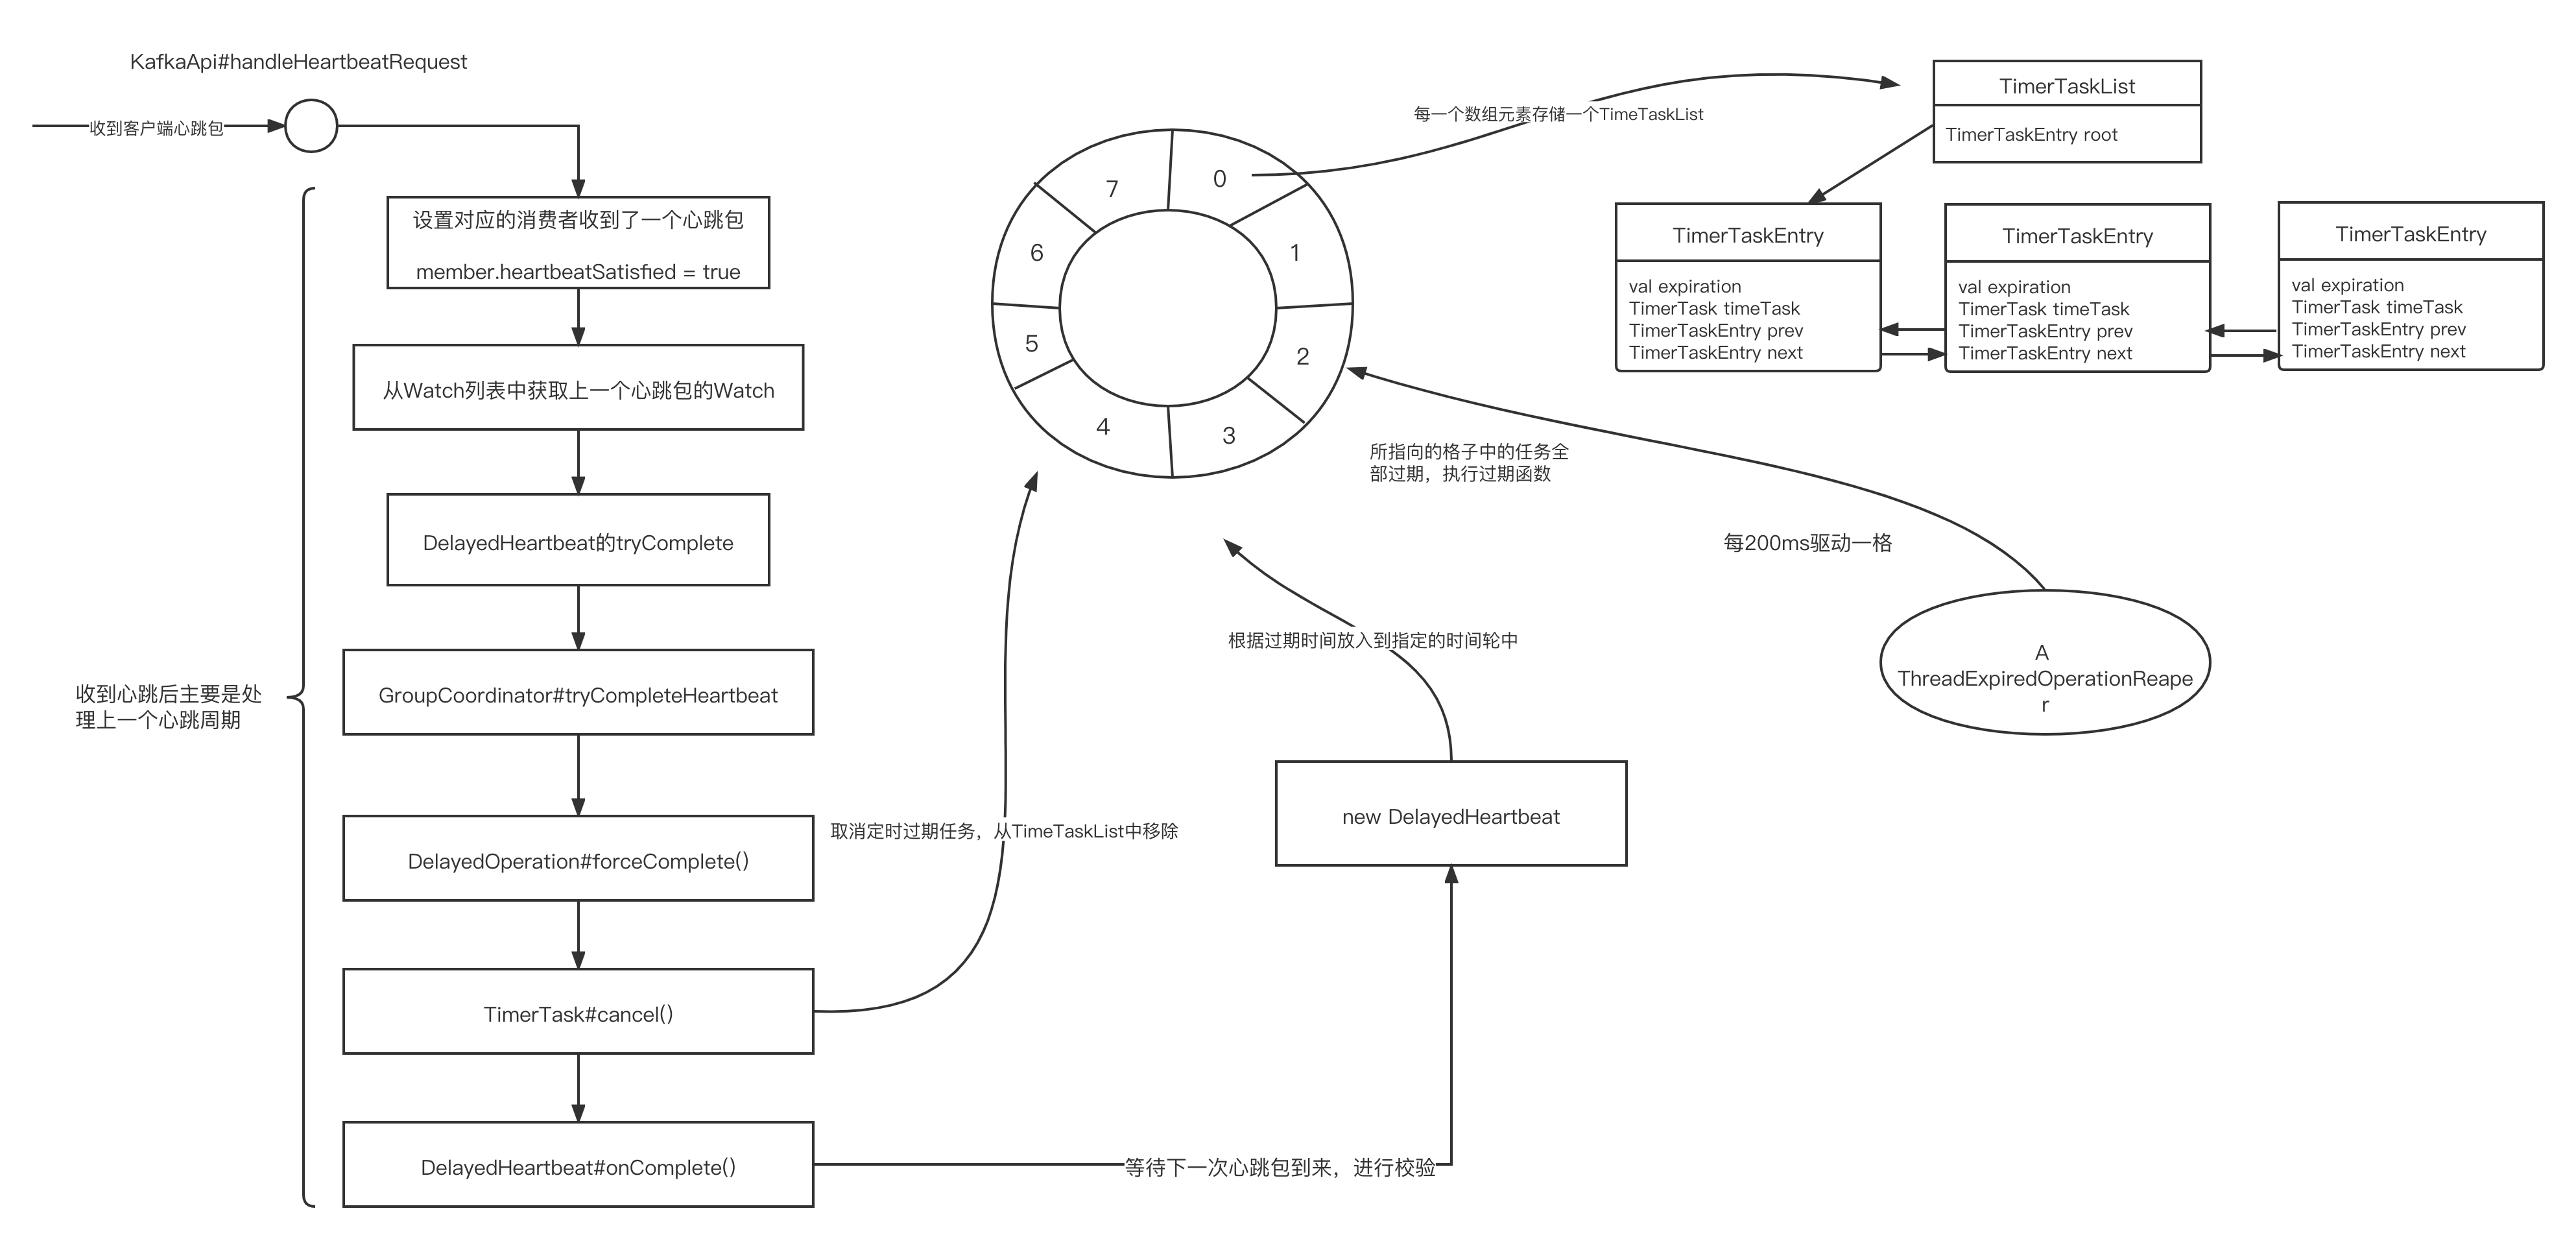 KafkaApi#handleHeartbeatRequest
收到客户端心跳包
设置对应的消费者收到了一个心跳包
member.heartbeatSatisfied = true
从Watch列表中获取上一个心跳包的Watch
DelayedHeartbeat的tryComplete
GroupCoordinator#tryCompleteHeartbeat
收到心跳后主要是处
理上一个心跳周期
DelayedOperation#forceComplete()
TimerTask#cancel()
DelayedHeartbeat#onComplete()
取消定时过期任务，从TimeTaskList中移除
等待下一次心跳包到来，进行校验
new DelayedHeartbeat
根据过期时间放入到指定的时间轮中
0
1
2
3
4
5
6
7
每一个数组元素存储一个TimeTaskList
TimerTaskList
TimerTaskEntry root
TimerTaskEntry
val expiration
TimerTask timeTask
TimerTaskEntry prev
TimerTaskEntry next
TimerTaskEntry
val expiration
TimerTask timeTask
TimerTaskEntry prev
TimerTaskEntry next
TimerTaskEntry
val expiration
TimerTask timeTask
TimerTaskEntry prev
TimerTaskEntry next
所指向的格子中的任务全
部过期，执行过期函数
每200ms驱动一格
A
ThreadExpiredOperationReape
r